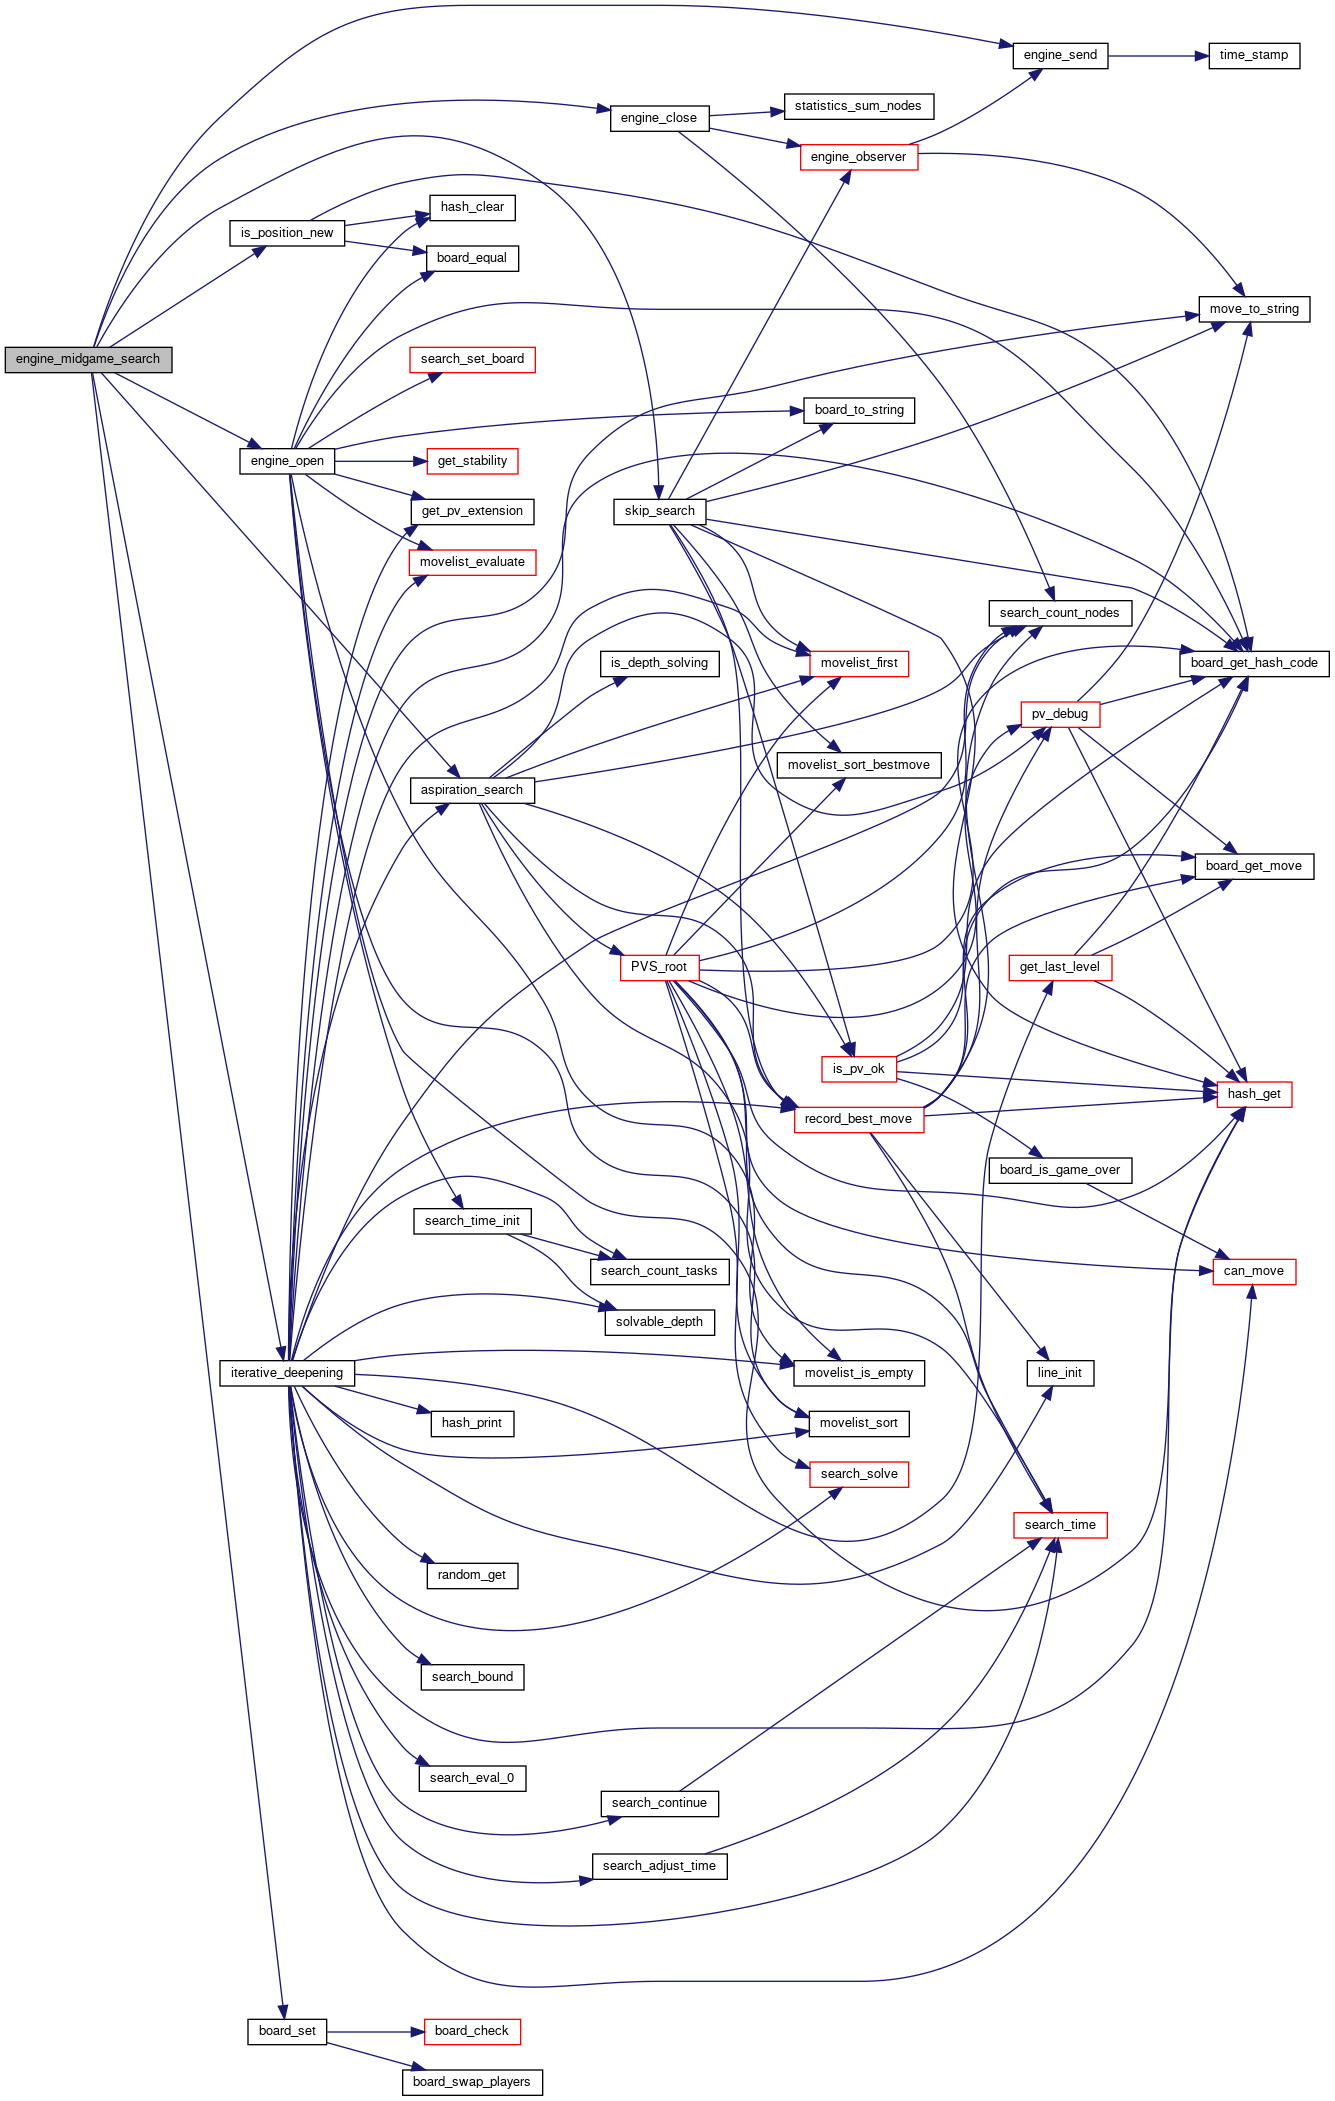 engine_send
time_stamp
statistics_sum_nodes
engine_close
engine_observer
hash_clear
is_position_new
board_equal
move_to_string
engine_midgame_search
search_set_board
board_to_string
engine_open
get_stability
get_pv_extension
skip_search
movelist_evaluate
search_count_nodes
is_depth_solving
movelist_first
board_get_hash_code
pv_debug
movelist_sort_bestmove
aspiration_search
board_get_move
PVS_root
get_last_level
is_pv_ok
hash_get
record_best_move
board_is_game_over
search_time_init
search_count_tasks
can_move
solvable_depth
iterative_deepening
movelist_is_empty
line_init
hash_print
movelist_sort
search_solve
search_time
random_get
search_bound
search_eval_0
search_continue
search_adjust_time
board_set
board_check
board_swap_players